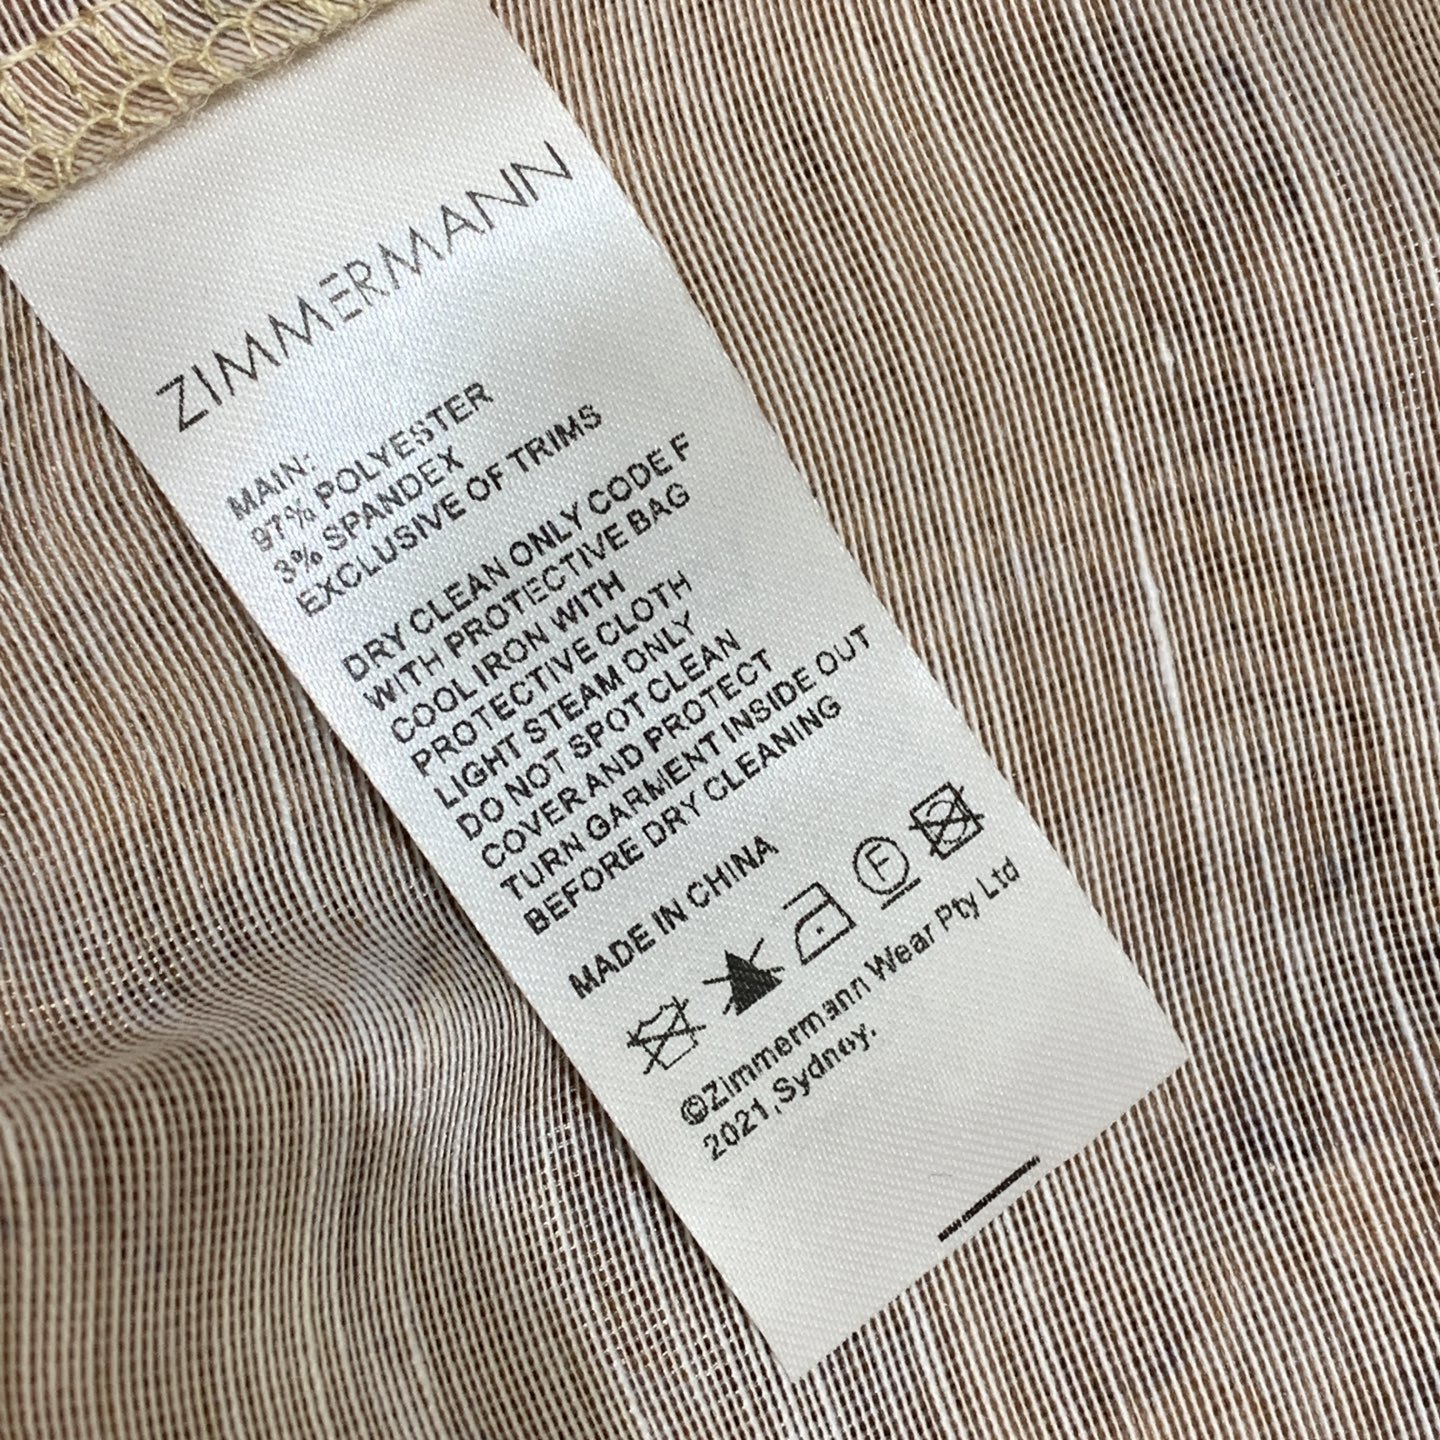 ZIMMERMANN
MAIN:
97% POLYESTER
3% SPANDEX
EXCLUSIVE OF TRIMS
DRY CLEAN ONLY CODE F
WITH PROTECTIVE BAG
COOL IRON WITH
PROTECTIVE CLOTH
LIGHT STEAM ONLY
DO NOT SPOT CLEAN
COVER AND PROTECT
TURN GARMENT INSIDE OUT
BEFORE DRY CLEANING
MADE IN CHINA
F
©Zimmermann Wear Pty Ltd
2021,Sydney.